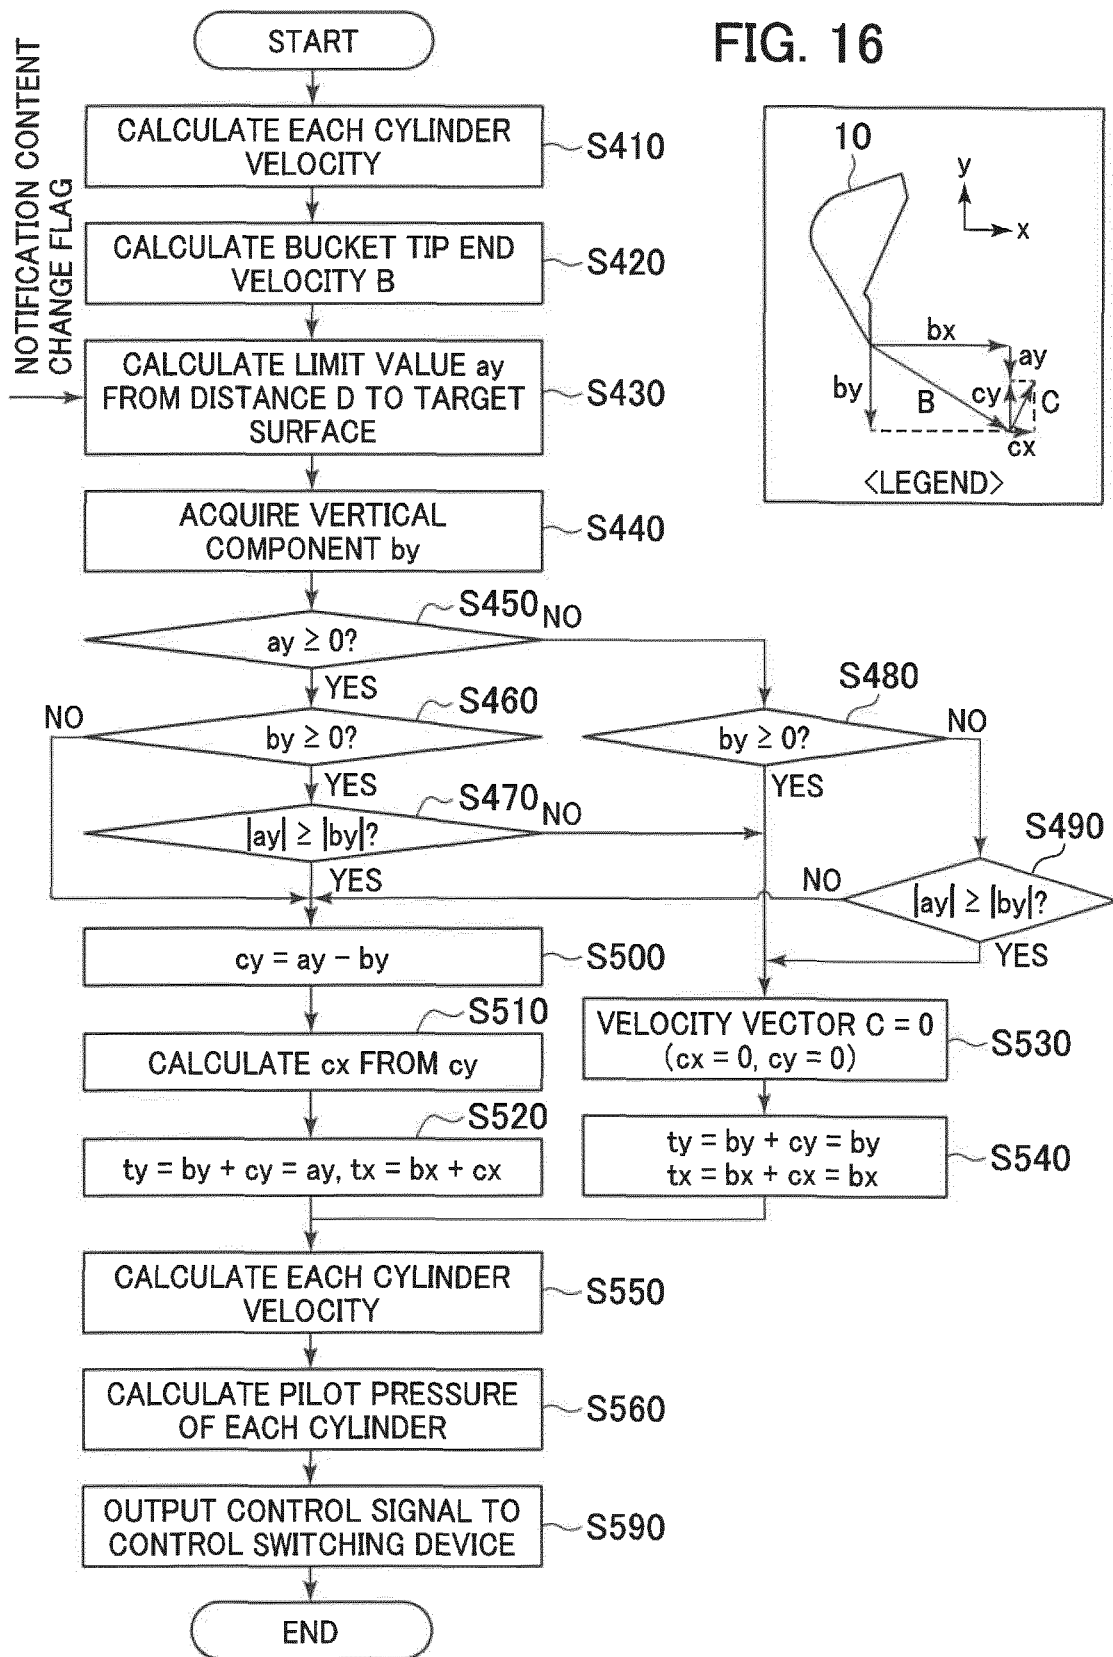 FIG. 16
START
NOTIFICATION CONTENT
CHANGE FLAG
CALCULATE EACH CYLINDER
VELOCITY
S410
CALCULATE BUCKET TIP END
VELOCITY B
S420
CALCULATE LIMIT VALUE ay
FROM DISTANCE D TO TARGET
SURFACE
S430
ACQUIRE VERTICAL
COMPONENT by
S440
10
y
x
bx
ay
by
B
cy
C
cx
<LEGEND>
S450
NO
ay ≥ 0?
YES
S460
NO
by ≥ 0?
YES
S470
NO
|ay| ≥ |by|?
YES
S480
NO
by ≥ 0?
YES
S490
NO
|ay| ≥ |by|?
YES
cy = ay – by
S500
S510
CALCULATE cx FROM cy
S520
ty = by + cy = ay, tx = bx + cx
VELOCITY VECTOR C = 0
(cx = 0, cy = 0)
S530
ty = by + cy = by
tx = bx + cx = bx
S540
CALCULATE EACH CYLINDER
VELOCITY
S550
CALCULATE PILOT PRESSURE
OF EACH CYLINDER
S560
OUTPUT CONTROL SIGNAL TO
CONTROL SWITCHING DEVICE
S590
END